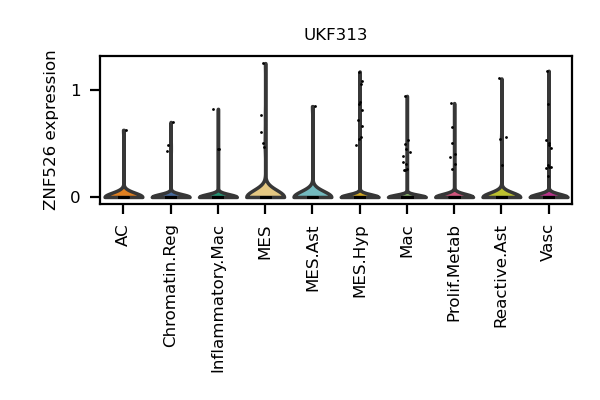 UKF313
ZNF526 expression
1
0
AC
Chromatin.Reg
Inflammatory.Mac
MES
MES.Ast
MES.Hyp
Mac
Prolif.Metab
Reactive.Ast
Vasc